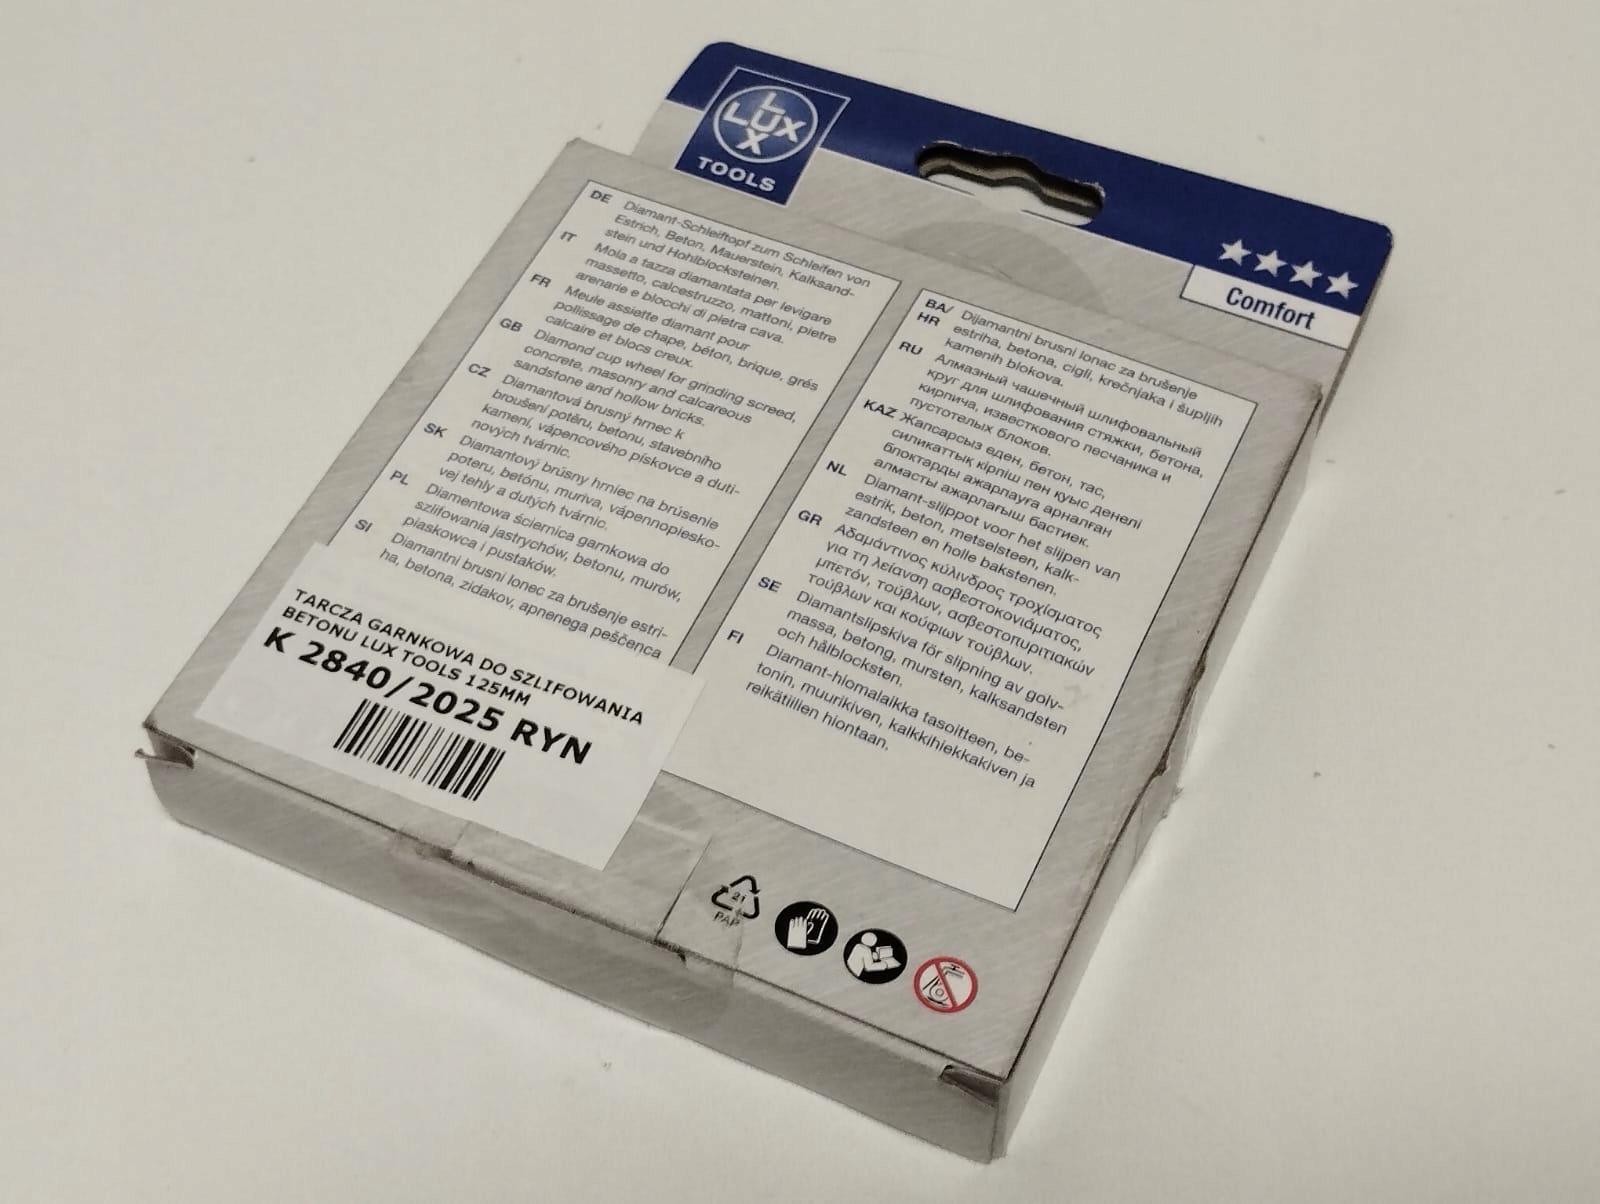 LUX
LUX
TOOLS
Comfort
DE Diamant-Schleiftopf zum Schleifen von
Estrich, Beton, Mauerstein, Kalksand-
stein und Hohlblocksteinen.
IT Mola a tazza diamantata per levigare
massetto, calcestruzzo, mattoni, pietre
arenarie e blocchi di pietra cava.
FR Meule assiette diamant pour
pollissage de chape, béton, brique, grés
calcaire et blocs creux.
GB Diamond cup wheel for grinding screed,
concrete, masonry and calcareous
sandstone and hollow bricks.
CZ Diamantová brusný hrnec k
broušení potěru, betonu, stavebního
kamení, vápencového pískovce a duti-
nových tvárnic.
SK Diamantový brúsny hrniec na brúsenie
poteru, betónu, muriva, vápennopiesko-
vej tehly a dutých tvárnic.
PL Diamentowa ściernica garnkowa do
szlifowania jastrychów, betonu, murów,
piaskowca i pustaków.
SI Diamantni brusni lonec za brušenje estri-
ha, betona, zidakov, apnenega peščenca
BA/
HR Dijamantni brusni lonac za brušenje
estriha, betona, cigli, krečnjaka i šupljih
kamenih blokova.
RU Алмазный чашечный шлифовальный
круг для шлифования стяжки, бетона,
кирпича, известкового песчаника и
пустотелых блоков.
KAZ Жапсарсыз еден, бетон, тас,
силикаттық кірпіш пен қуыс денелі
блоктарды ажарлауға арналған
алмасты ажарлағыш бастиек.
NL Diamant-slijppot voor het slijpen van
estrik, beton, metselsteen, kalk-
zandsteen en holle bakstenen.
GR Αδαμάντινος κύλινδρος τροχίσματος
για τη λείανση ασβεστοκονιάματος,
μπετόν, τούβλων, ασβεστοπυριτιακών
τούβλων και κούφιων τούβλων.
SE Diamantslipskiva för slipning av golv-
massa, betong, mursten, kalksandsten
och hålblocksten.
FI Diamant-hiomalaikka tasoitteen, be-
tonin, muurikiven, kalkkihiekkakiven ja
reikätiilien hiontaan.
TARCZA GARNKOWA DO SZLIFOWANIA
BETONU LUX TOOLS 125MM
K 2840/2025 RYN
21
PAP